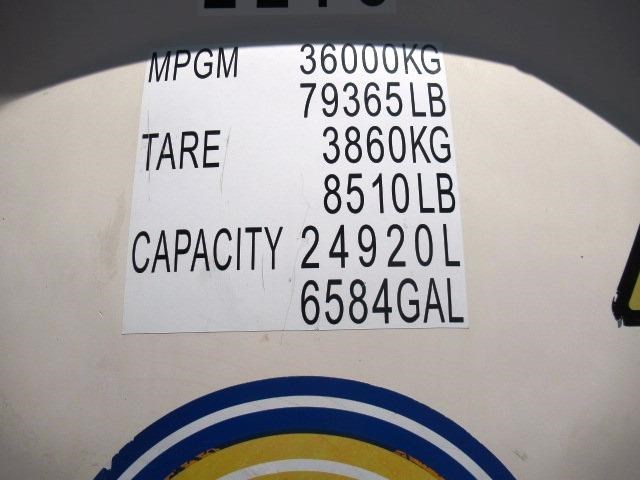 MPGM 36000KG
79365LB
TARE 3860KG
8510LB
CAPACITY 24920L
6584GAL